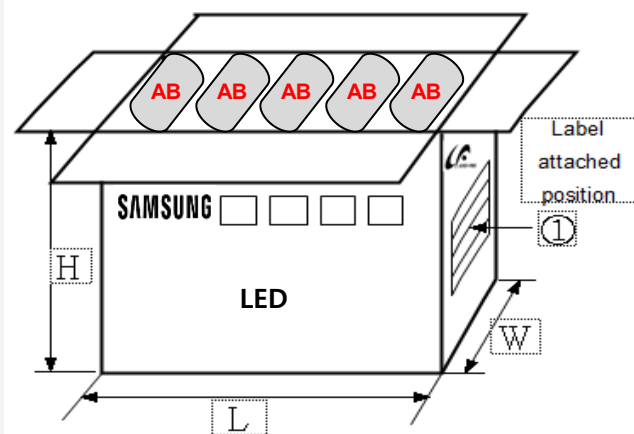 AB AB AB AB AB
Label
attached
position
SAMSUNG
①
H
LED
W
L